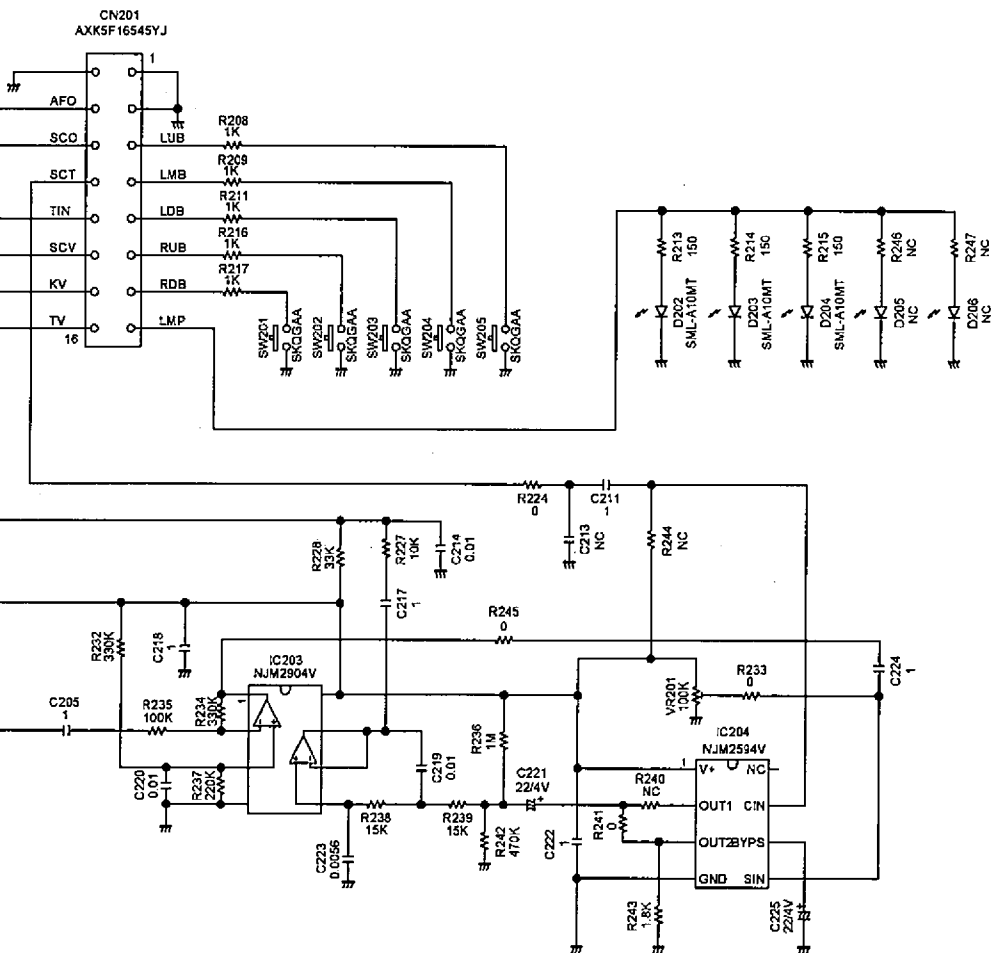 CN201
AXK5F16545YJ
1
AFO
SCO
LUB
R208
1K
SCT
LMB
R209
1K
TIN
LDB
R211
1K
SCV
RUB
R216
1K
KV
RDB
R217
1K
TV
LMP
16
SW201
SKQGAA
SW202
SKQGAA
SW203
SKQGAA
SW204
SKQGAA
SW205
SKQGAA
R213
150
R214
150
R215
150
R246
NC
R247
NC
D202
SML-A10MT
D203
SML-A10MT
D204
SML-A10MT
D205
NC
D206
NC
R224
0
C211
1
C213
NC
R244
NC
R228
33K
R227
10K
C214
0.01
C217
1
R232
330K
C218
1
R245
0
C224
1
IC203
NJM2904V
1
C205
1
R235
100K
R234
330K
R236
1M
VR201
100K
R233
0
IC204
NJM2594V
1
V+
NC
OUT1
CIN
OUT2
BYPS
GND
SIN
C220
0.01
R237
220K
C219
0.01
C221
22/4V
+
R240
NC
R241
0
R238
15K
R239
15K
R242
470K
C222
1
C223
0.0056
R243
1.8K
C225
22/4V
+